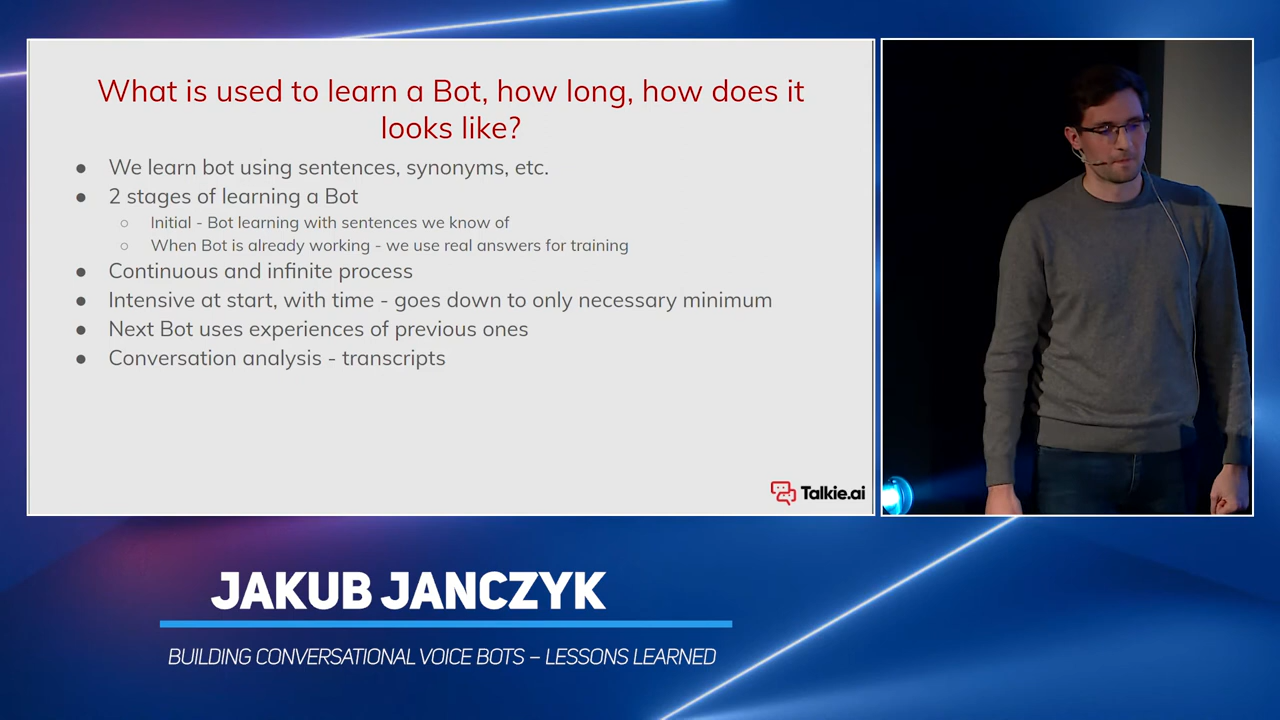 What is used to learn a Bot, how long, how does it
looks like?
● We learn bot using sentences, synonyms, etc.
● 2 stages of learning a Bot
○ Initial - Bot learning with sentences we know of
○ When Bot is already working - we use real answers for training
● Continuous and infinite process
● Intensive at start, with time - goes down to only necessary minimum
● Next Bot uses experiences of previous ones
● Conversation analysis - transcripts
Talkie.ai
JAKUB JANCZYK
BUILDING CONVERSATIONAL VOICE BOTS – LESSONS LEARNED